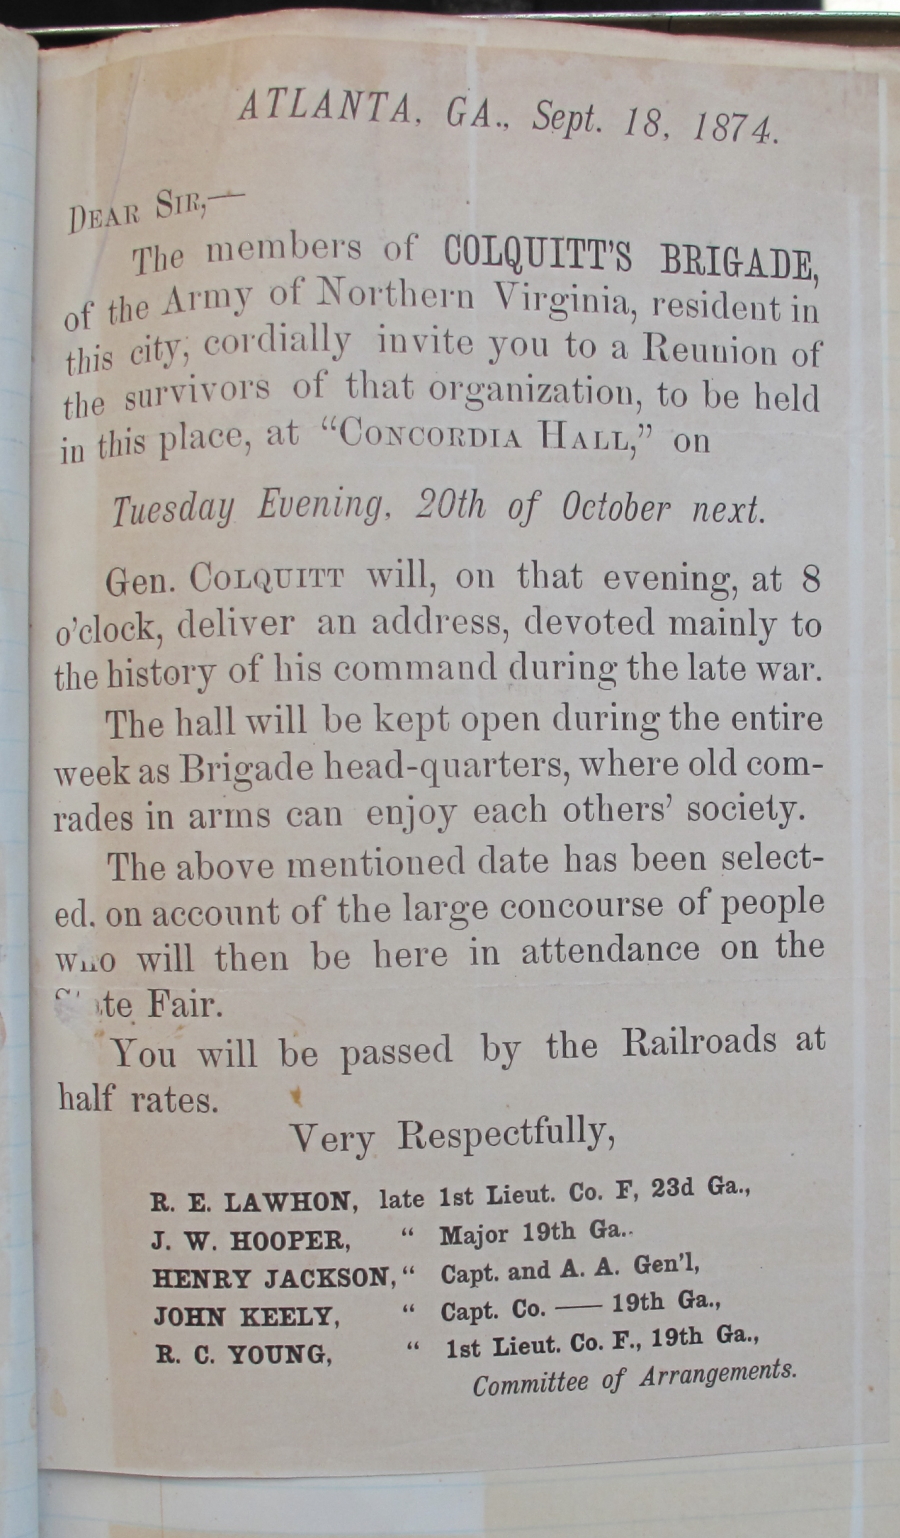 ATLANTA, GA., Sept. 18, 1874.
DEAR SIR,—
The members of COLQUITT'S BRIGADE,
of the Army of Northern Virginia, resident in
this city, cordially invite you to a Reunion of
the survivors of that organization, to be held
in this place, at “CONCORDIA HALL,” on
Tuesday Evening, 20th of October next.
Gen. COLQUITT will, on that evening, at 8
o'clock, deliver an address, devoted mainly to
the history of his command during the late war.
The hall will be kept open during the entire
week as Brigade head-quarters, where old com-
rades in arms can enjoy each others' society.
The above mentioned date has been select-
ed, on account of the large concourse of people
who will then be here in attendance on the
State Fair.
You will be passed by the Railroads at
half rates.
Very Respectfully,
R. E. LAWHON, late 1st Lieut. Co. F, 23d Ga.,
J. W. HOOPER, “ Major 19th Ga..
HENRY JACKSON, “ Capt. and A. A. Gen'l,
JOHN KEELY, “ Capt. Co. — 19th Ga.,
R. C. YOUNG, “ 1st Lieut. Co. F., 19th Ga.,
Committee of Arrangements.